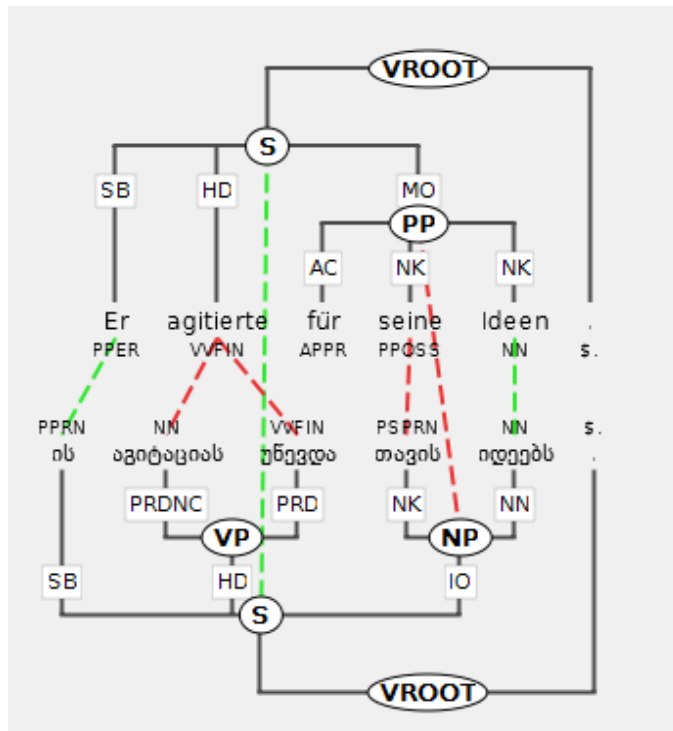 VROOT
S
SB HD MO
PP
AC NK NK
Er agitierte für seine Ideen .
PPER VVFIN APPR PPOSS NN $.
PPRN NN VVFIN PSPRN NN $.
ის აგიტაციას უწევდა თავის იდეებს .
PRDNC PRD NK NN
VP NP
SB HD IO
S
VROOT